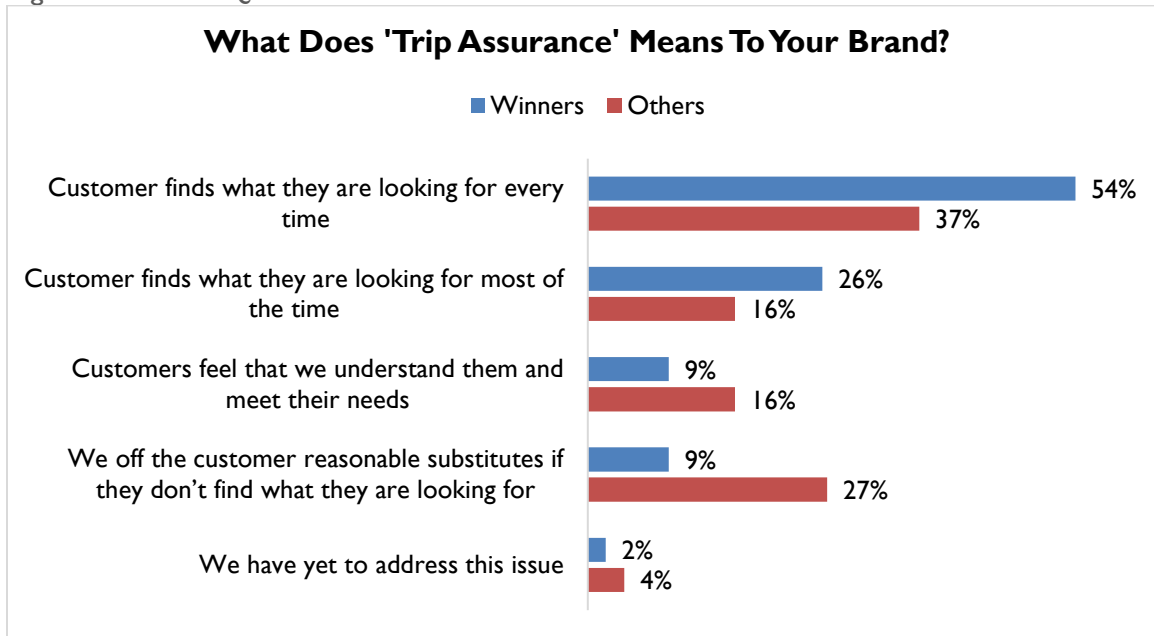 What Does 'Trip Assurance' Means To Your Brand?
Winners Others
Customer finds what they are looking for every
time
54%
37%
Customer finds what they are looking for most of
the time
26%
16%
Customers feel that we understand them and
meet their needs
9%
16%
We off the customer reasonable substitutes if
they don’t find what they are looking for
9%
27%
We have yet to address this issue
2%
4%